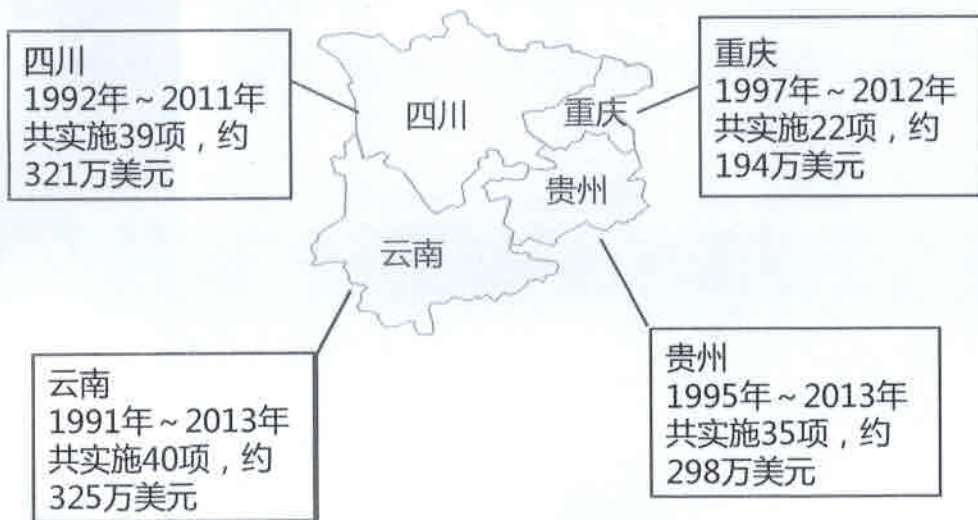 四川
1992年～2011年
共实施39项，约
321万美元
重庆
1997年～2012年
共实施22项，约
194万美元
四川
重庆
贵州
云南
云南
1991年～2013年
共实施40项，约
325万美元
贵州
1995年～2013年
共实施35项，约
298万美元